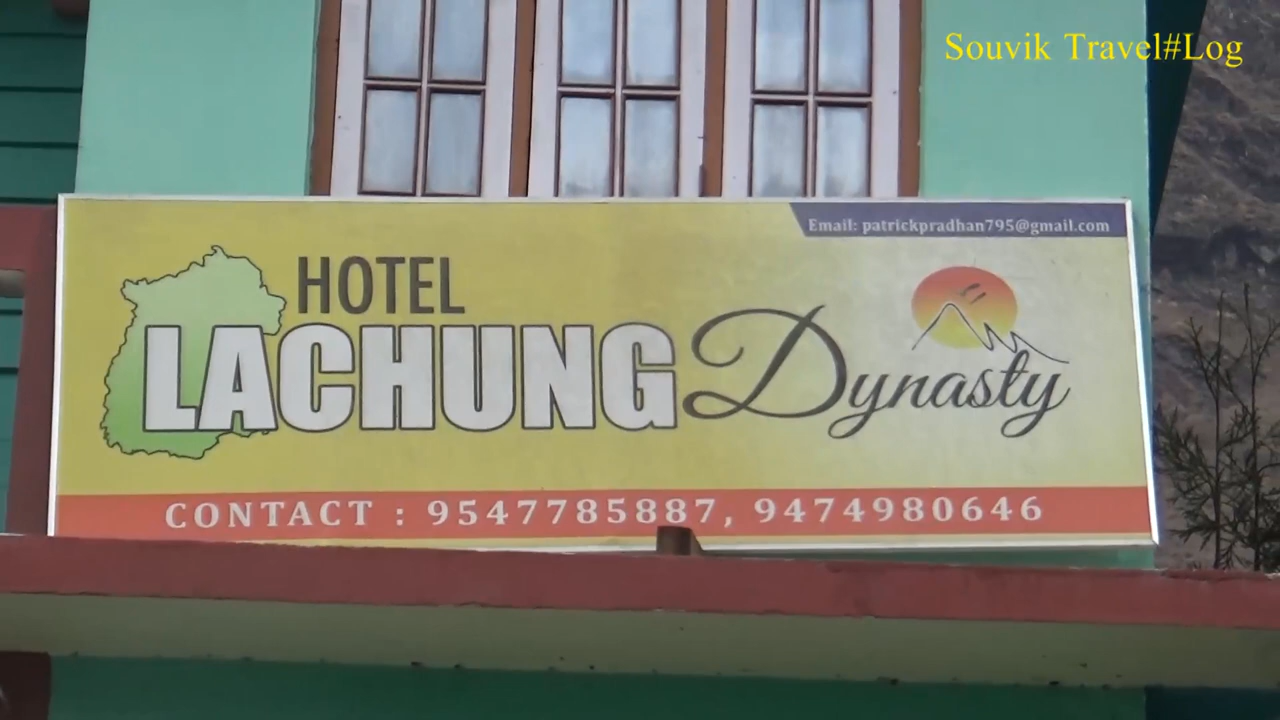 Souvik Travel#Log
Email: patrickpradhan795@gmail.com
HOTEL
LACHUNG Dynasty
CONTACT : 9547785887, 9474980646